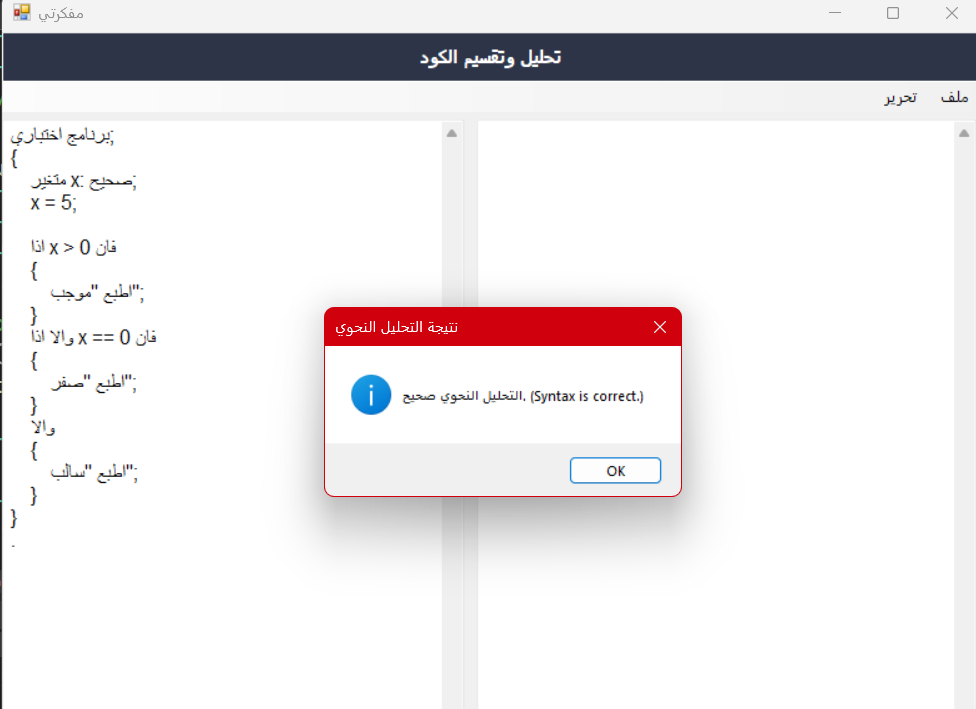 مفكرتي
تحليل وتقسيم الكود
ملف تحرير
برنامج اختباري;
{
متغير x: صحيح;
x = 5;
اذا x > 0 فان
{
اطبع "موجب";
}
والا اذا x == 0 فان
{
اطبع "صفر";
}
والا
{
اطبع "سالب";
}
}
.
نتيجة التحليل النحوي
التحليل النحوي صحيح. (Syntax is correct.)
OK